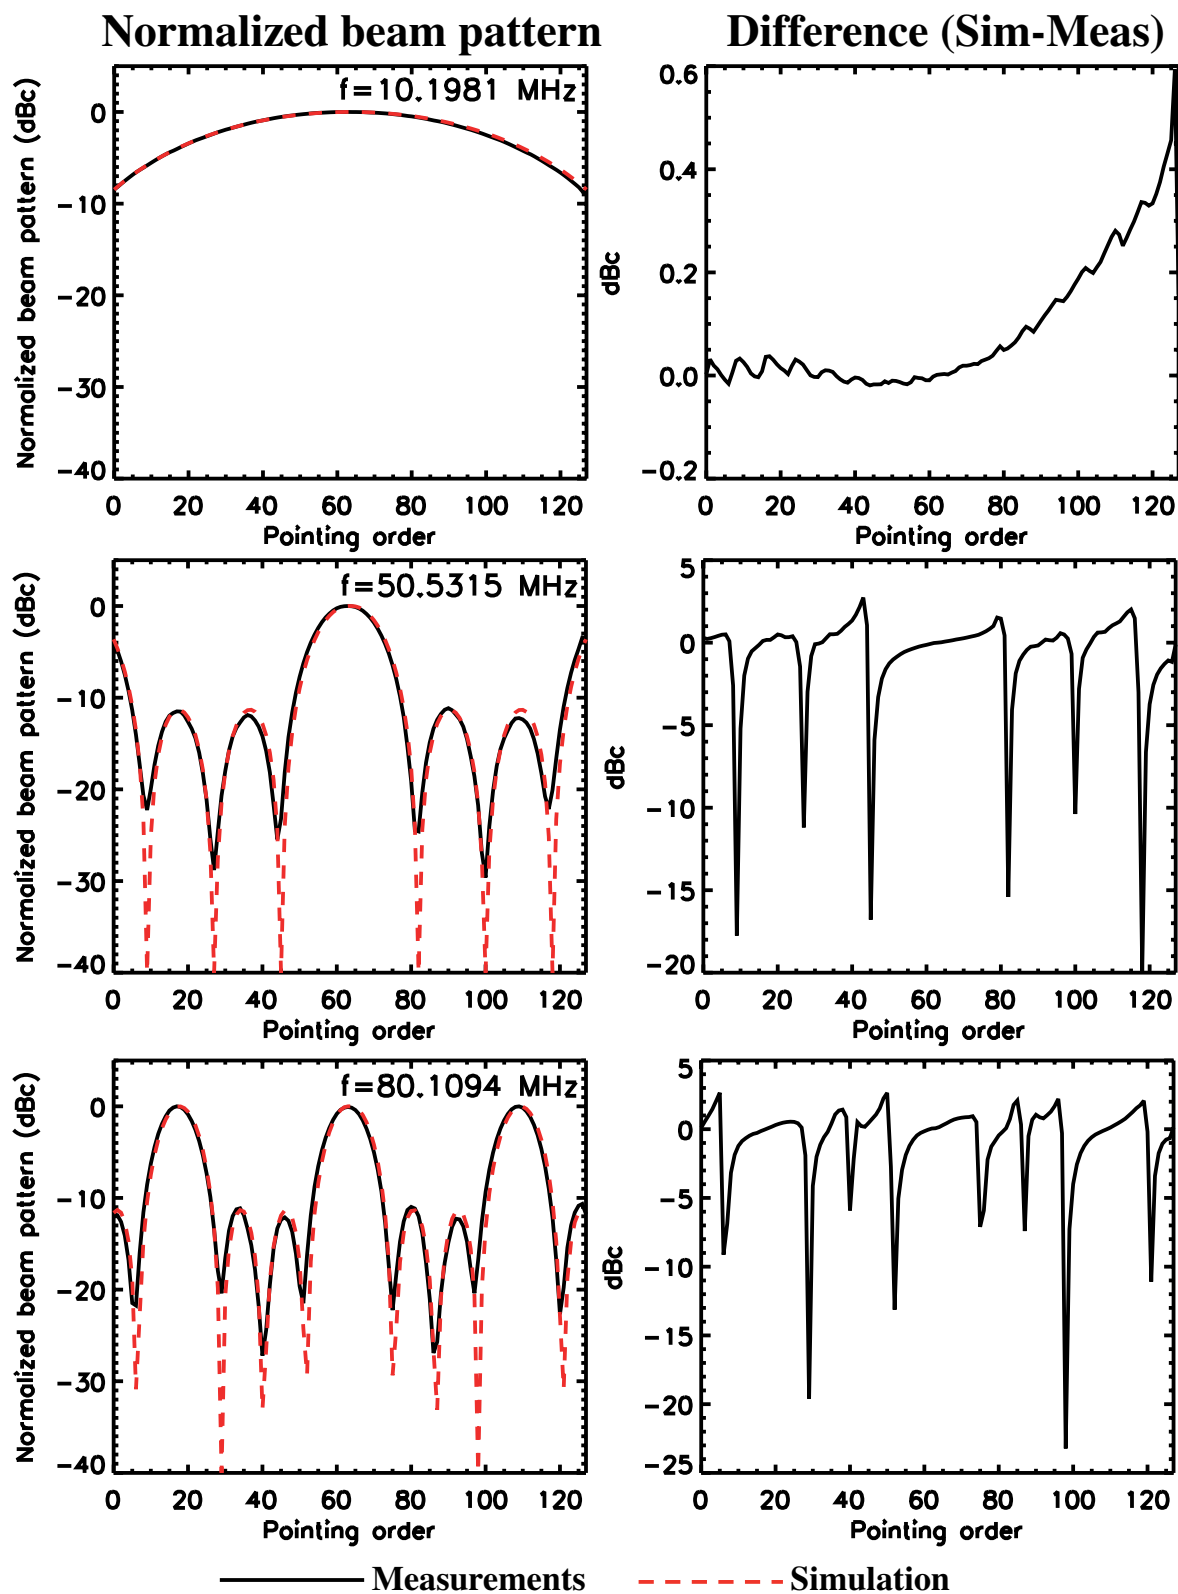 Normalized beam pattern
Difference (Sim-Meas)
f=10.1981 MHz
Normalized beam pattern (dBc)
0
−10
−20
−30
−40
0 20 40 60 80 100 120
Pointing order
dBc
0.6
0.4
0.2
0.0
−0.2
0 20 40 60 80 100 120
Pointing order
f=50.5315 MHz
Normalized beam pattern (dBc)
0
−10
−20
−30
−40
0 20 40 60 80 100 120
Pointing order
dBc
5
0
−5
−10
−15
−20
0 20 40 60 80 100 120
Pointing order
f=80.1094 MHz
Normalized beam pattern (dBc)
0
−10
−20
−30
−40
0 20 40 60 80 100 120
Pointing order
dBc
5
0
−5
−10
−15
−20
−25
0 20 40 60 80 100 120
Pointing order
Measurements
Simulation